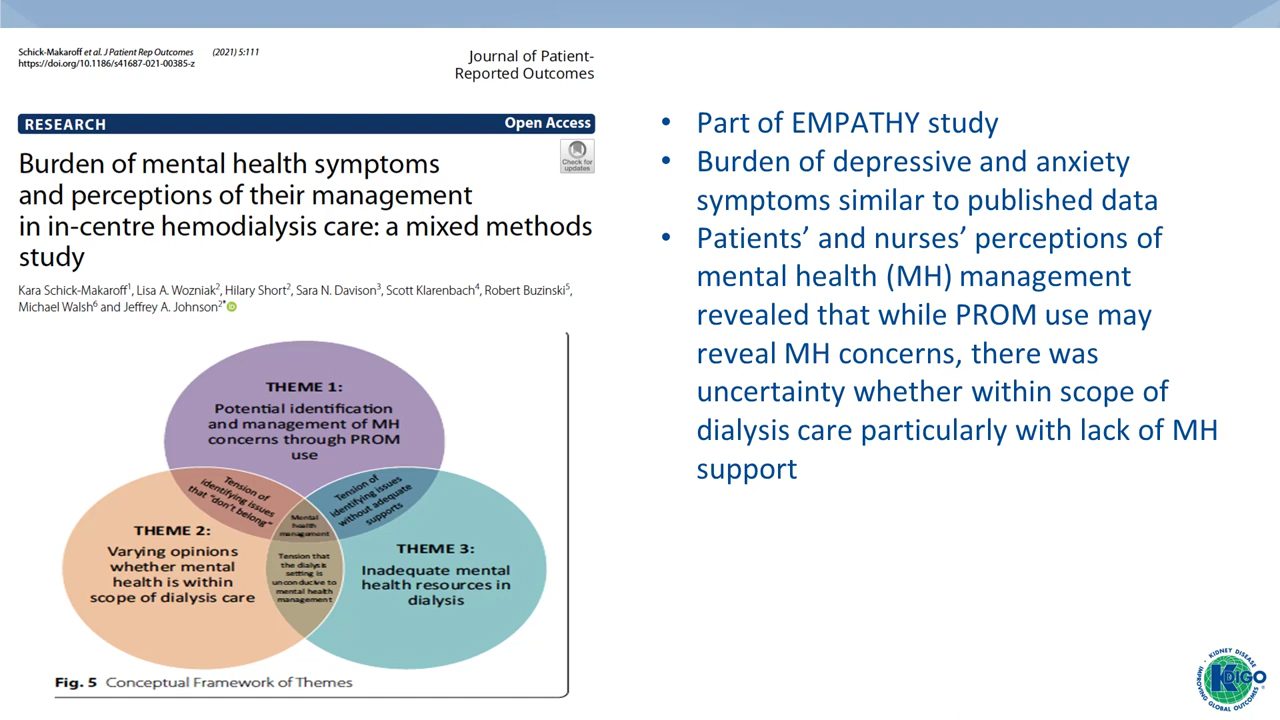 Schick-Makaroff et al. J Patient Rep Outcomes (2021) 5:111
https://doi.org/10.1186/s41687-021-00385-z
Journal of Patient-
Reported Outcomes
RESEARCH
Open Access
Check for
updates
Burden of mental health symptoms
and perceptions of their management
in in-centre hemodialysis care: a mixed methods
study
Kara Schick-Makaroff1, Lisa A. Wozniak2, Hilary Short2, Sara N. Davison3, Scott Klarenbach4, Robert Buzinski5,
Michael Walsh6 and Jeffrey A. Johnson2*
THEME 1:
Potential identification
and management of MH
concerns through PROM
use
Tension of
identifying issues
that "don't belong"
Tension of
identifying issues
without adequate
supports
Mental
health
management
THEME 2:
Varying opinions
whether mental
health is within
scope of dialysis care
Tension that
the dialysis
setting is
unconducive to
mental health
management
THEME 3:
Inadequate mental
health resources in
dialysis
Fig. 5 Conceptual Framework of Themes
• Part of EMPATHY study
• Burden of depressive and anxiety
symptoms similar to published data
• Patients’ and nurses’ perceptions of
mental health (MH) management
revealed that while PROM use may
reveal MH concerns, there was
uncertainty whether within scope of
dialysis care particularly with lack of MH
support
KIDNEY DISEASE
KDIGO
IMPROVING GLOBAL OUTCOMES